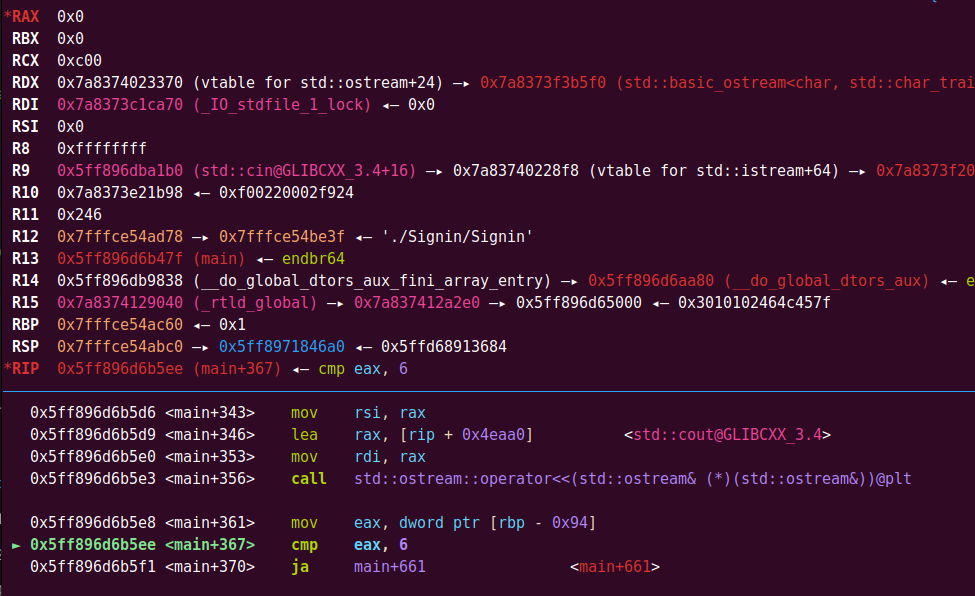 *RAX 0x0
RBX 0x0
RCX 0xc00
RDX 0x7a8374023370 (vtable for std::ostream+24) —▸ 0x7a8373f3b5f0 (std::basic_ostream<char, std::char_trai
RDI 0x7a8373c1ca70 (_IO_stdfile_1_lock) ◂— 0x0
RSI 0x0
R8 0xffffffff
R9 0x5ff896dba1b0 (std::cin@GLIBCXX_3.4+16) —▸ 0x7a83740228f8 (vtable for std::istream+64) —▸ 0x7a8373f20
R10 0x7a8373e21b98 ◂— 0xf00220002f924
R11 0x246
R12 0x7fffce54ad78 —▸ 0x7fffce54be3f ◂— './Signin/Signin'
R13 0x5ff896d6b47f (main) ◂— endbr64
R14 0x5ff896db9838 (__do_global_dtors_aux_fini_array_entry) —▸ 0x5ff896d6aa80 (__do_global_dtors_aux) ◂— e
R15 0x7a8374129040 (_rtld_global) —▸ 0x7a837412a2e0 —▸ 0x5ff896d65000 ◂— 0x3010102464c457f
RBP 0x7fffce54ac60 ◂— 0x1
RSP 0x7fffce54abc0 —▸ 0x5ff8971846a0 ◂— 0x5ffd68913684
*RIP 0x5ff896d6b5ee (main+367) ◂— cmp eax, 6
0x5ff896d6b5d6 <main+343> mov rsi, rax
0x5ff896d6b5d9 <main+346> lea rax, [rip + 0x4eaa0] <std::cout@GLIBCXX_3.4>
0x5ff896d6b5e0 <main+353> mov rdi, rax
0x5ff896d6b5e3 <main+356> call std::ostream::operator<<(std::ostream& (*)(std::ostream&))@plt
0x5ff896d6b5e8 <main+361> mov eax, dword ptr [rbp - 0x94]
► 0x5ff896d6b5ee <main+367> cmp eax, 6
0x5ff896d6b5f1 <main+370> ja main+661 <main+661>